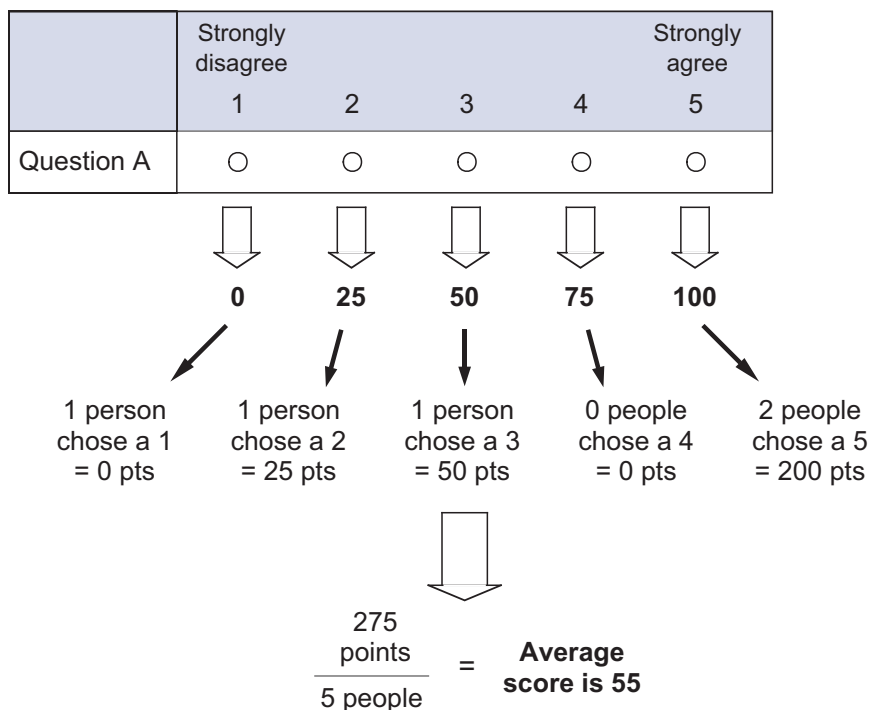 Strongly disagree
Strongly agree
1 2 3 4 5
Question A
0 25 50 75 100
1 person
chose a 1
= 0 pts
1 person
chose a 2
= 25 pts
1 person
chose a 3
= 50 pts
0 people
chose a 4
= 0 pts
2 people
chose a 5
= 200 pts
275
points
5 people
=
Average
score is 55